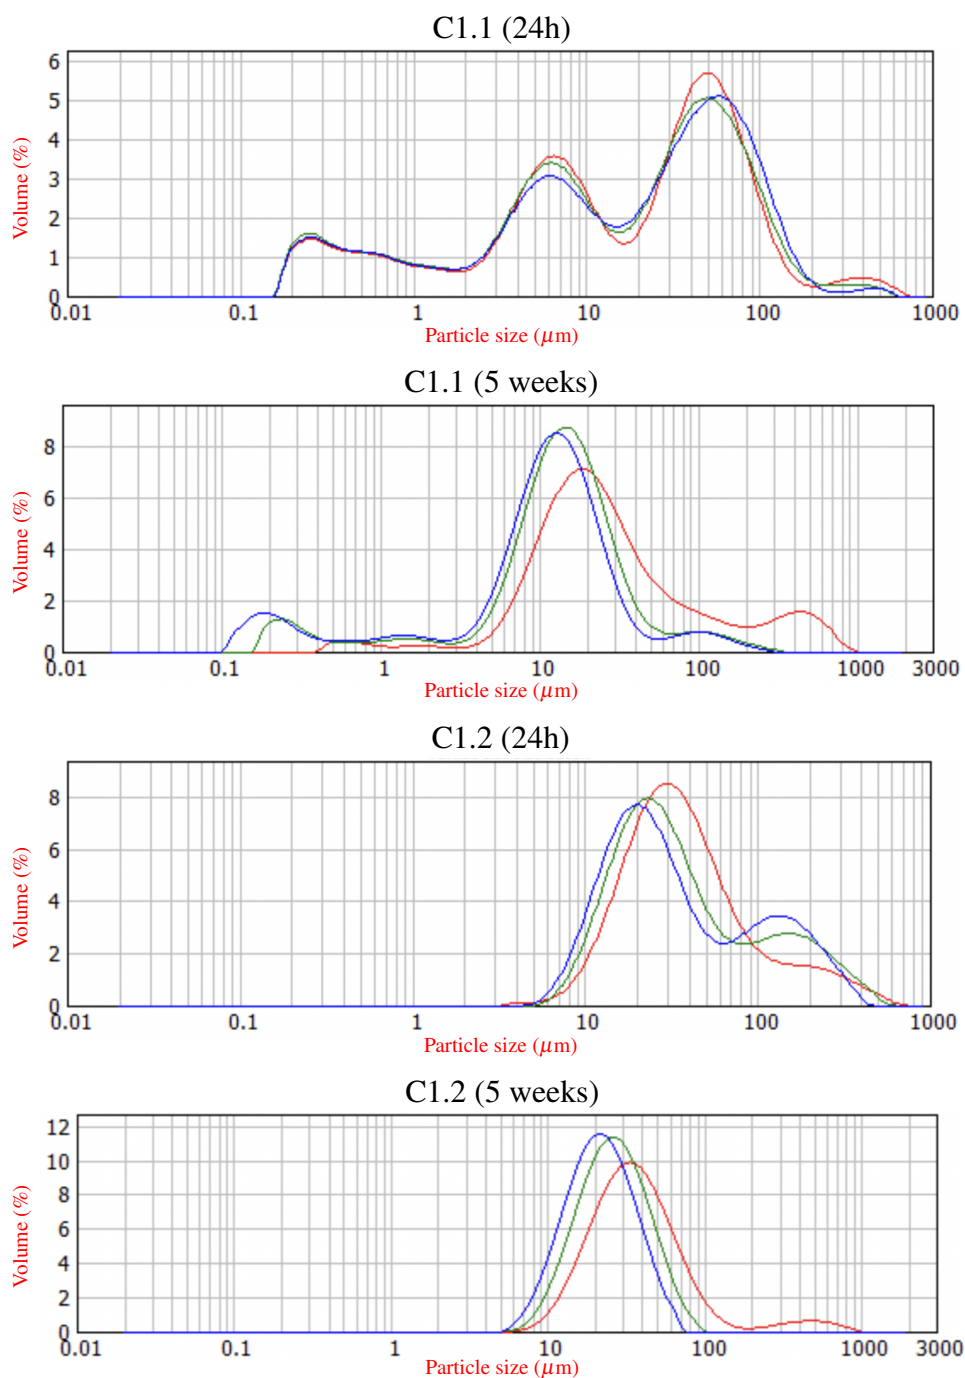 C1.1 (24h)
6
5
4
3
2
1
0
Volume (%)
0.01 0.1 1 10 100 1000
Particle size (μm)
C1.1 (5 weeks)
8
6
4
2
0
Volume (%)
0.01 0.1 1 10 100 1000 3000
Particle size (μm)
C1.2 (24h)
8
6
4
2
0
Volume (%)
0.01 0.1 1 10 100 1000
Particle size (μm)
C1.2 (5 weeks)
12
10
8
6
4
2
0
Volume (%)
0.01 0.1 1 10 100 1000 3000
Particle size (μm)